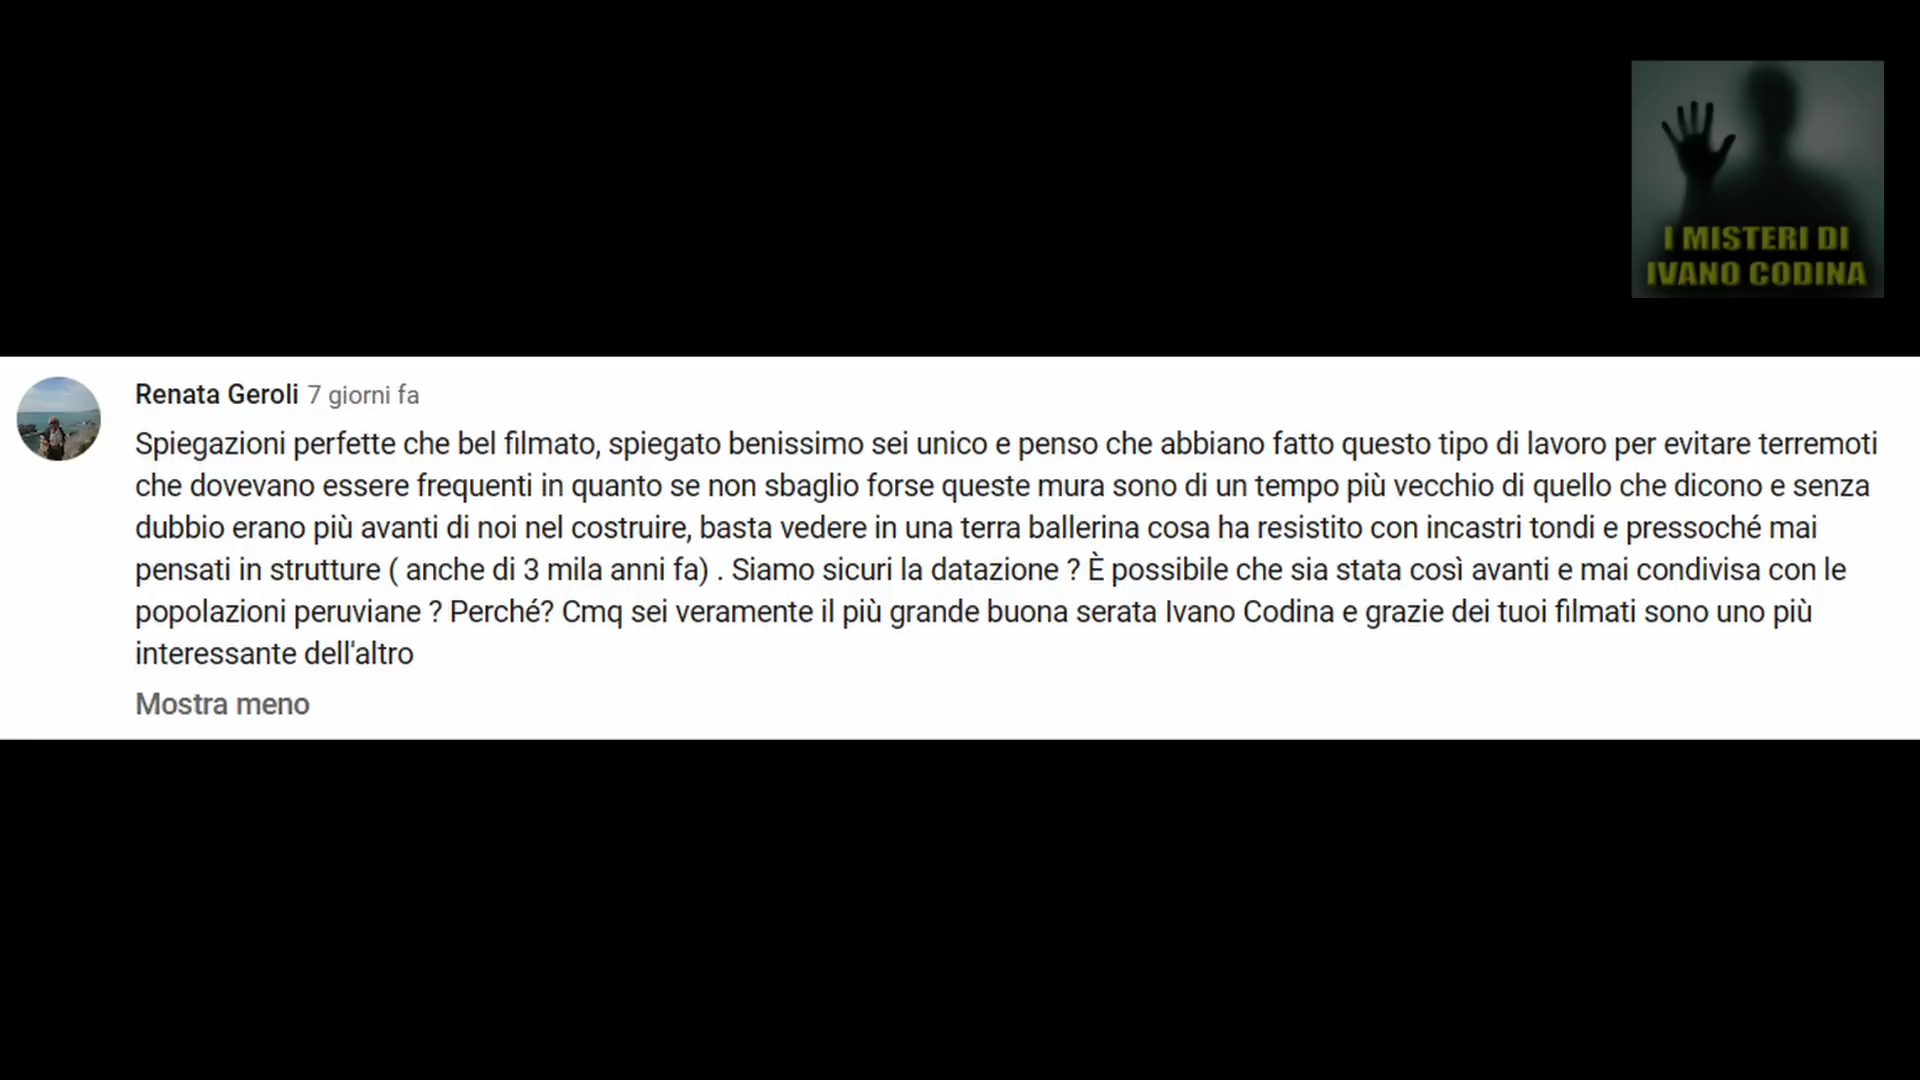 I MISTERI DI
IVANO CODINA
Renata Geroli 7 giorni fa
Spiegazioni perfette che bel filmato, spiegato benissimo sei unico e penso che abbiano fatto questo tipo di lavoro per evitare terremoti
che dovevano essere frequenti in quanto se non sbaglio forse queste mura sono di un tempo più vecchio di quello che dicono e senza
dubbio erano più avanti di noi nel costruire, basta vedere in una terra ballerina cosa ha resistito con incastri tondi e pressoché mai
pensati in strutture ( anche di 3 mila anni fa) . Siamo sicuri la datazione ? È possibile che sia stata così avanti e mai condivisa con le
popolazioni peruviane ? Perché? Cmq sei veramente il più grande buona serata Ivano Codina e grazie dei tuoi filmati sono uno più
interessante dell'altro
Mostra meno